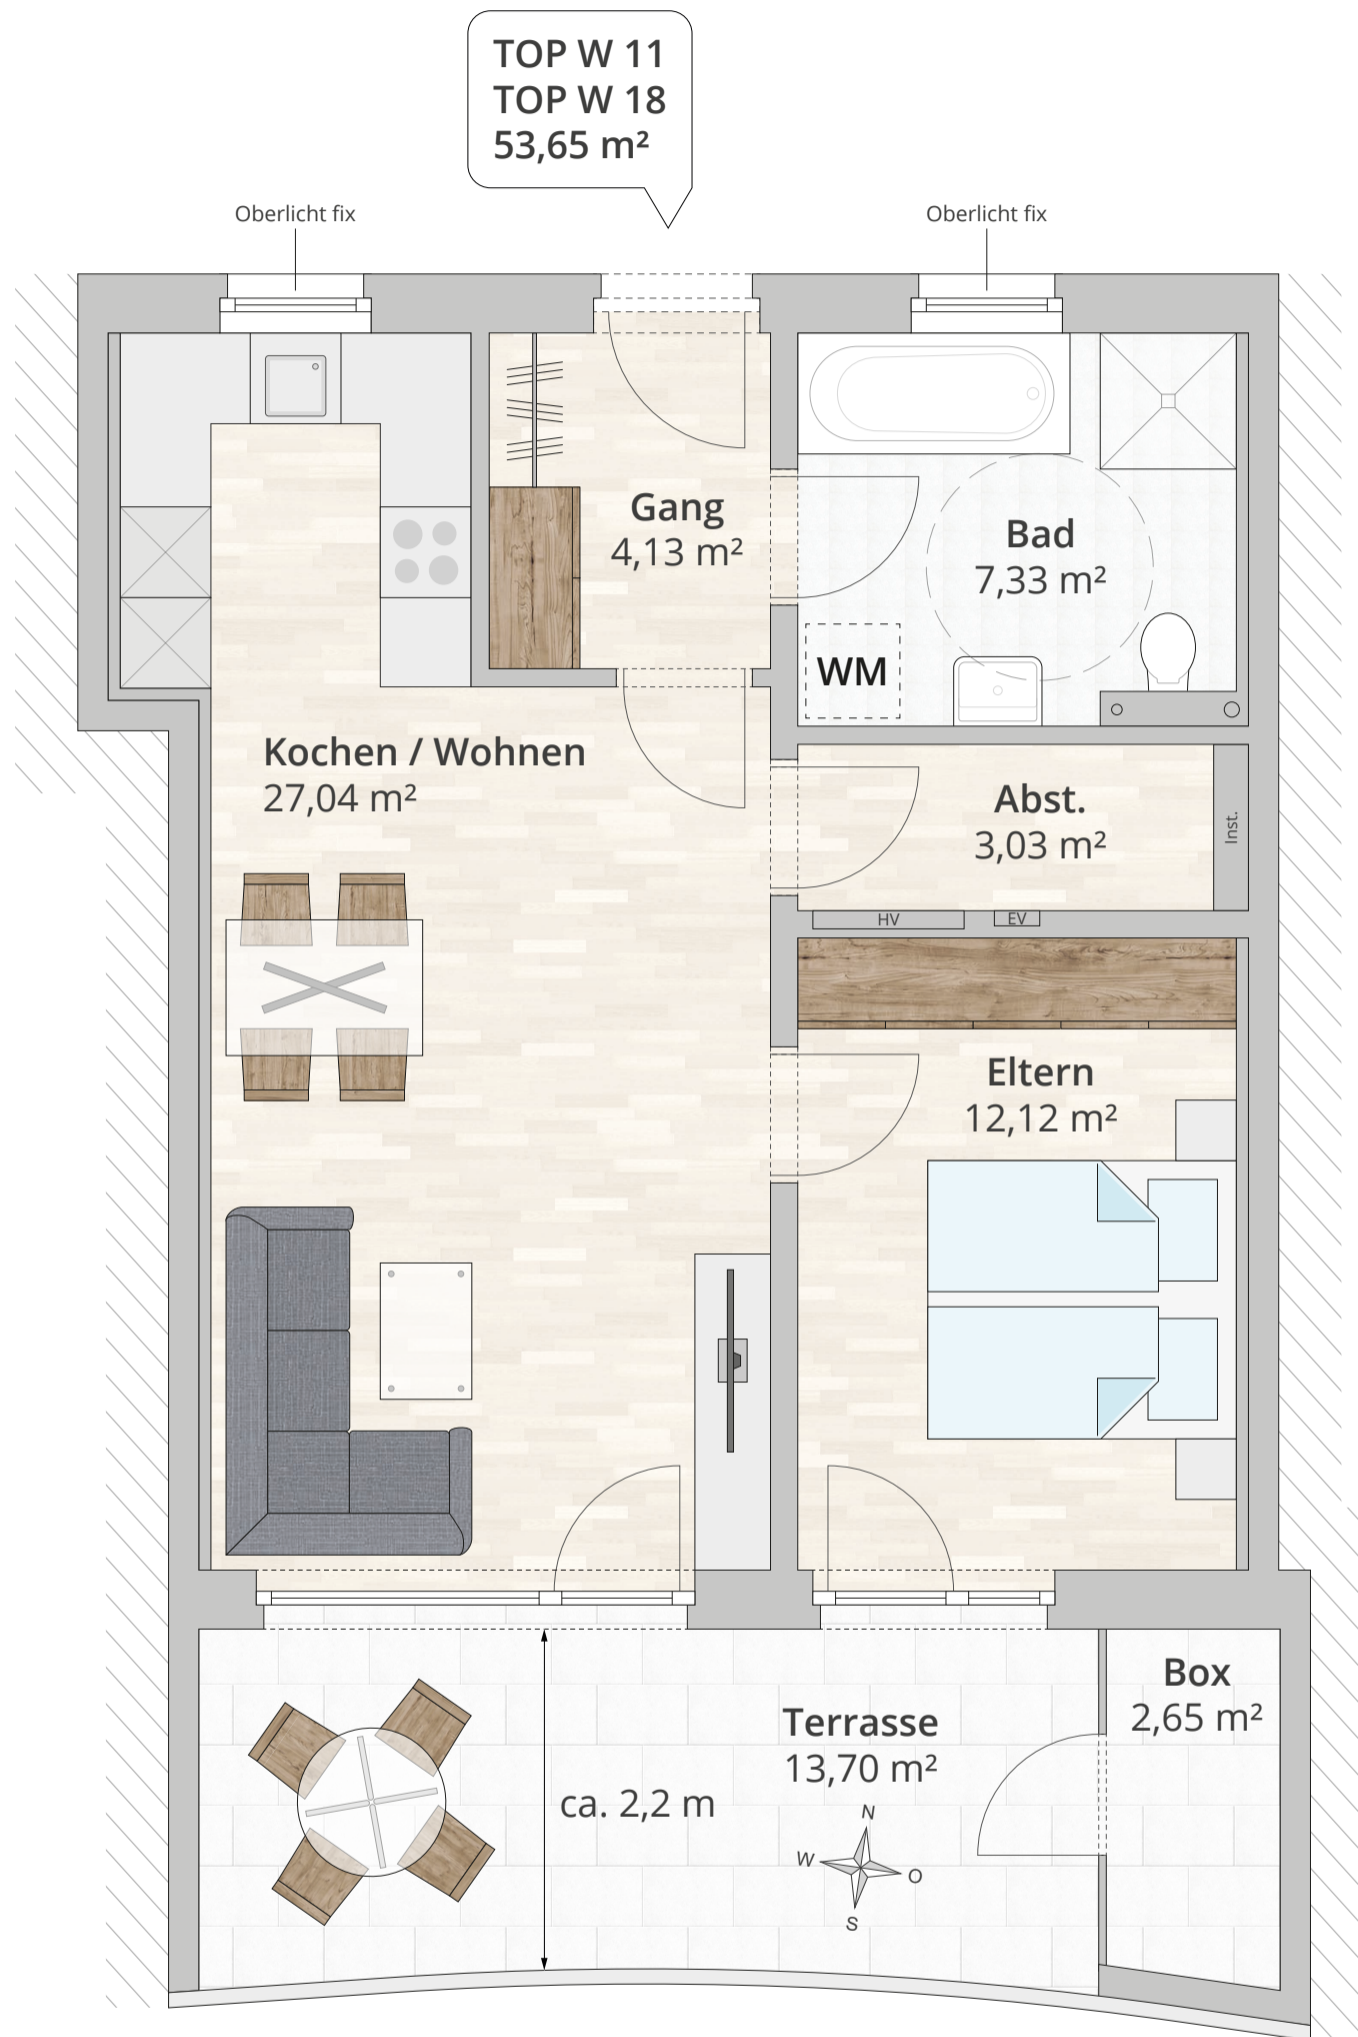 TOP W 11
TOP W 18
53,65 m²
Oberlicht fix
Oberlicht fix
Gang
4,13 m²
Bad
7,33 m²
WM
Kochen / Wohnen
27,04 m²
Abst.
3,03 m²
Inst.
HV
EV
Eltern
12,12 m²
Box
2,65 m²
Terrasse
13,70 m²
ca. 2,2 m
N
W
O
S